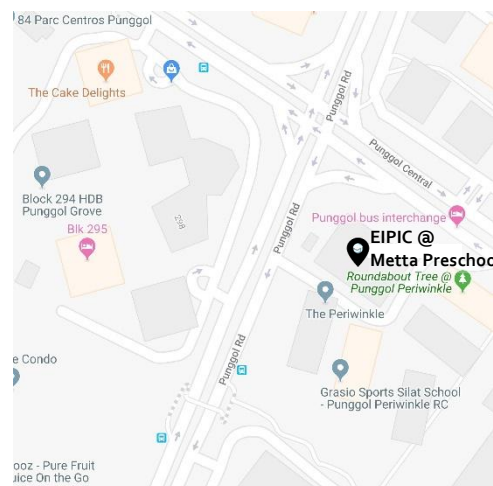 84 Parc Centros Punggol
The Cake Delights
Punggol Rd
Punggol Central
Block 294 HDB
Punggol Grove
Blk 295
298
Punggol Rd
Punggol bus interchange
EIPIC @
Metta Preschoo
Roundabout Tree @
Punggol Periwinkle
The Periwinkle
Punggol Rd
e Condo
Grasio Sports Silat School
- Punggol Periwinkle RC
ooz - Pure Fruit
uice On the Go